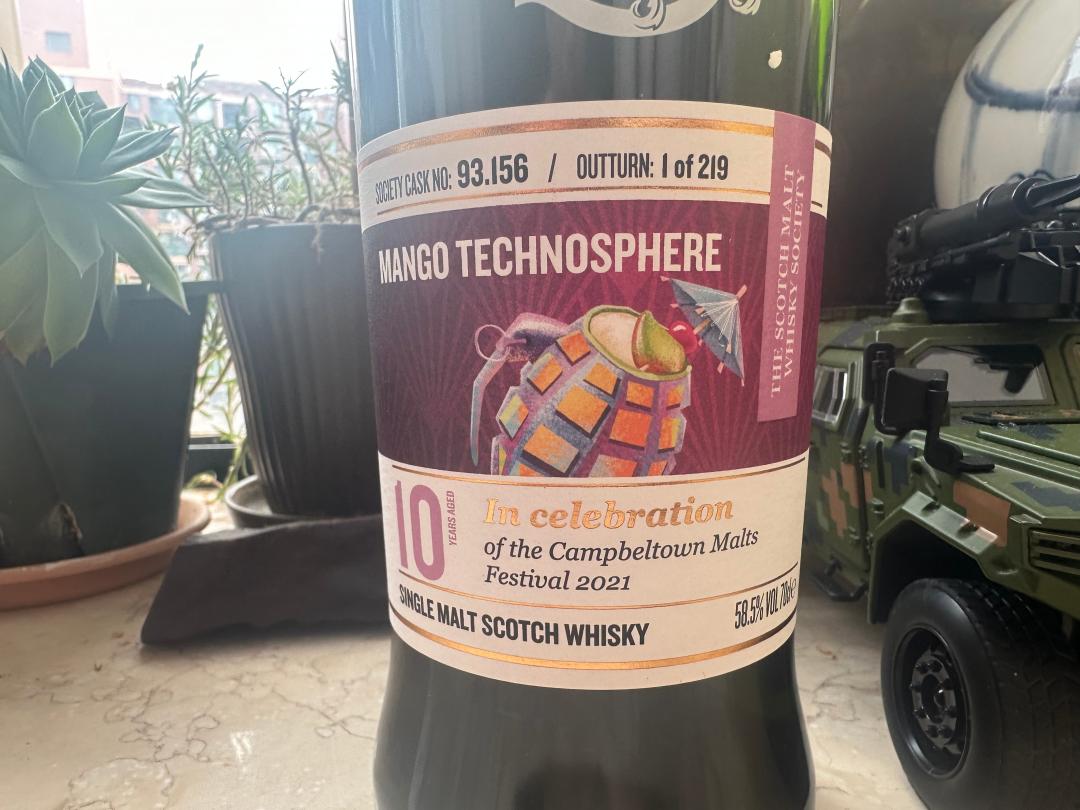 SOCIETY CASK NO: 93.156 / OUTTURN: 1 of 219
MANGO TECHNOSPHERE
THE SCOTCH MALT
WHISKY SOCIETY
10 YEARS AGED
In celebration
of the Campbeltown Malts
Festival 2021
SINGLE MALT SCOTCH WHISKY
58.5% VOL 70cl e